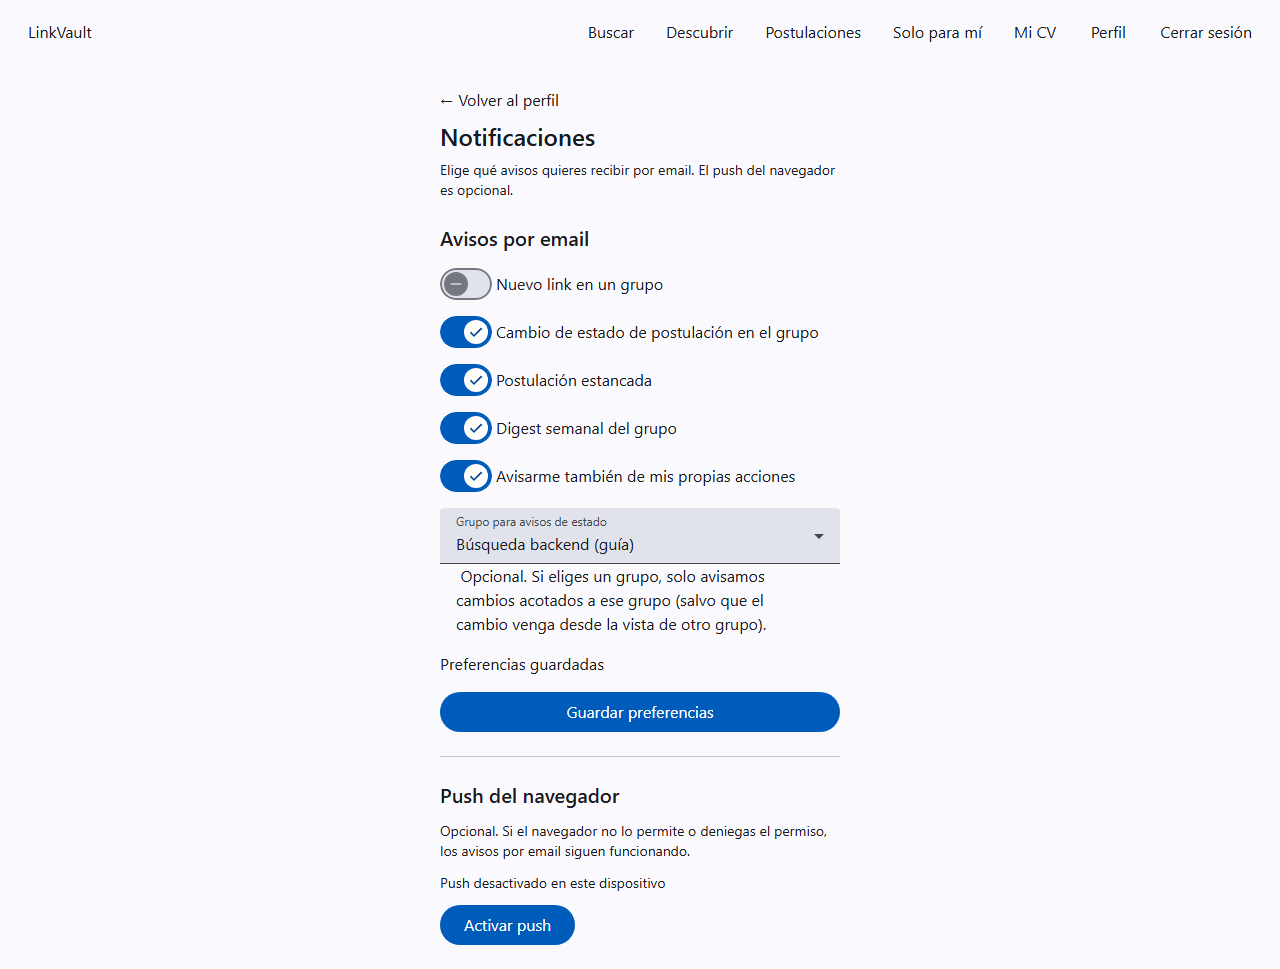 LinkVault
Buscar
Descubrir
Postulaciones
Solo para mí
Mi CV
Perfil
Cerrar sesión
← Volver al perfil
Notificaciones
Elige qué avisos quieres recibir por email. El push del navegador
es opcional.
Avisos por email
Nuevo link en un grupo
Cambio de estado de postulación en el grupo
Postulación estancada
Digest semanal del grupo
Avisarme también de mis propias acciones
Grupo para avisos de estado
Búsqueda backend (guía)
Opcional. Si eliges un grupo, solo avisamos
cambios acotados a ese grupo (salvo que el
cambio venga desde la vista de otro grupo).
Preferencias guardadas
Guardar preferencias
Push del navegador
Opcional. Si el navegador no lo permite o deniegas el permiso,
los avisos por email siguen funcionando.
Push desactivado en este dispositivo
Activar push